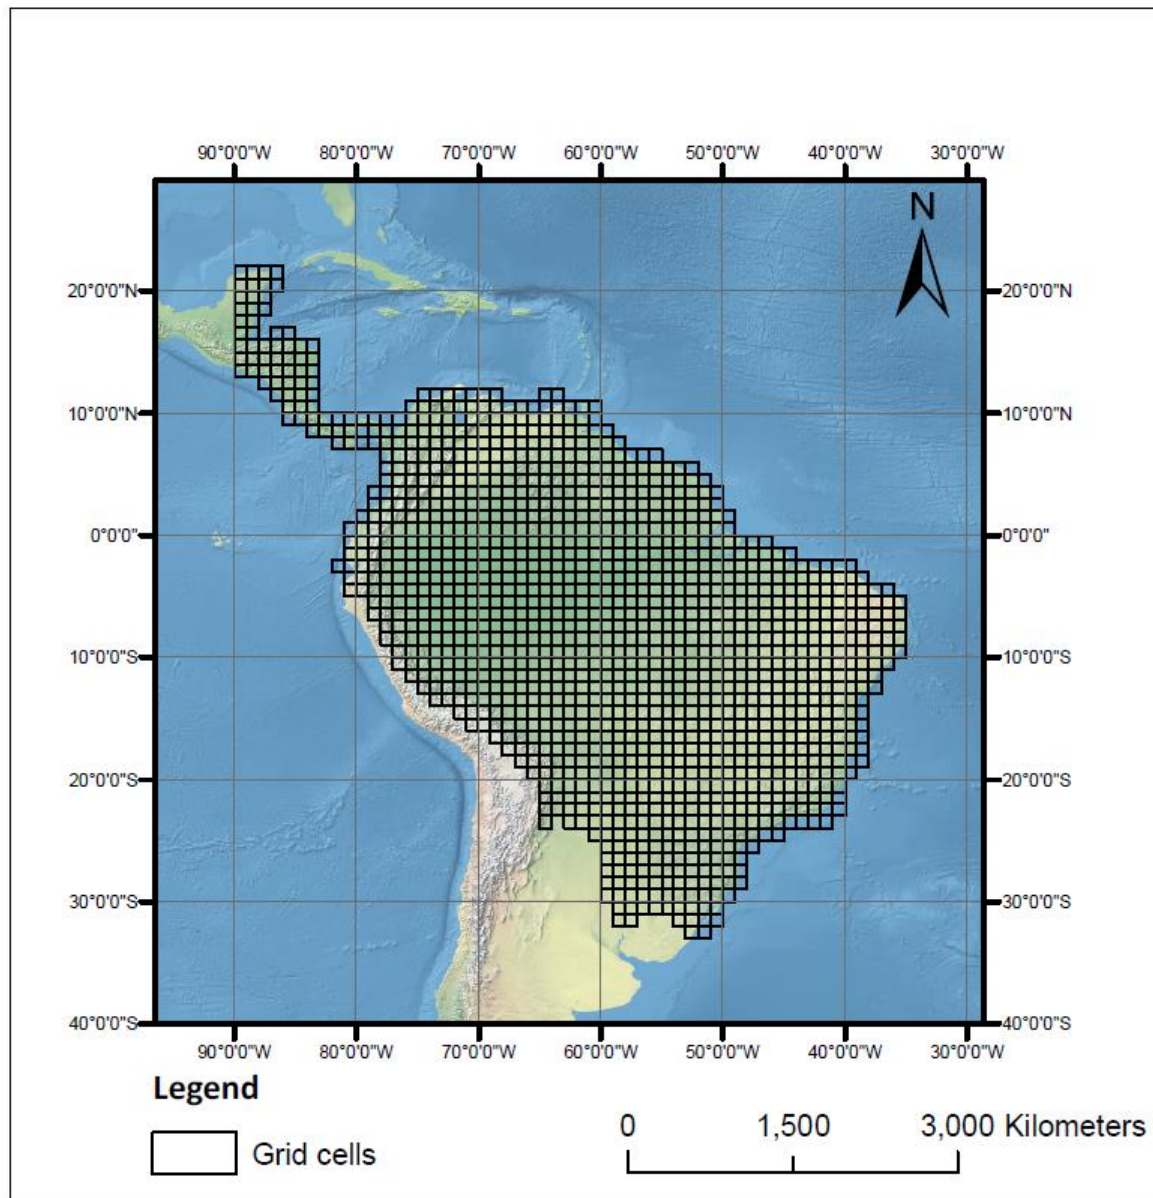 90°0'0"W 80°0'0"W 70°0'0"W 60°0'0"W 50°0'0"W 40°0'0"W 30°0'0"W
N
20°0'0"N 20°0'0"N
10°0'0"N 10°0'0"N
0°0'0" 0°0'0"
10°0'0"S 10°0'0"S
20°0'0"S 20°0'0"S
30°0'0"S 30°0'0"S
40°0'0"S 40°0'0"S
90°0'0"W 80°0'0"W 70°0'0"W 60°0'0"W 50°0'0"W 40°0'0"W 30°0'0"W
Legend
Grid cells
0 1,500 3,000 Kilometers